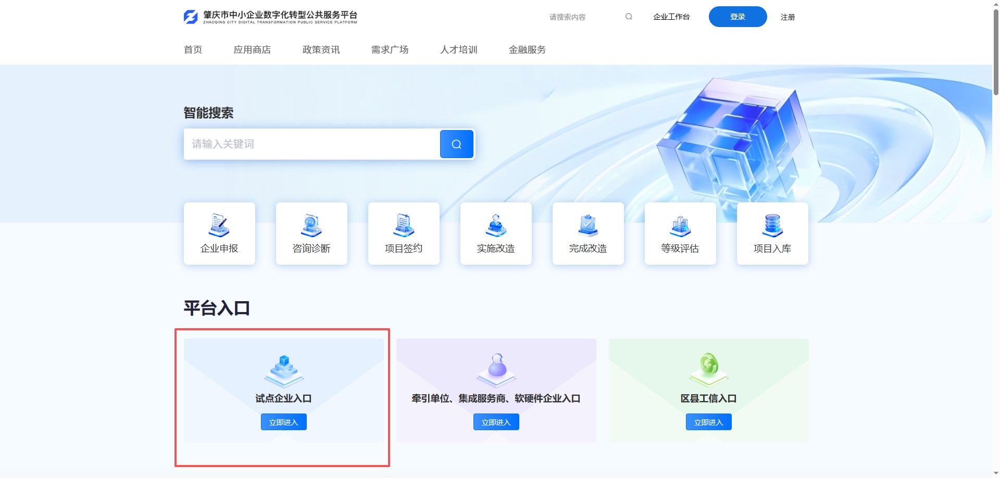 肇庆市中小企业数字化转型公共服务平台
ZHAOQING CITY DIGITAL TRANSFORMATION PUBLIC SERVICE PLATFORM
请搜索内容
企业工作台
登录
注册
首页
应用商店
政策资讯
需求广场
人才培训
金融服务
智能搜索
请输入关键词
企业申报
咨询诊断
项目签约
实施改造
完成改造
等级评估
项目入库
平台入口
试点企业入口
立即进入
牵引单位、集成服务商、软硬件企业入口
立即进入
区县工信入口
立即进入